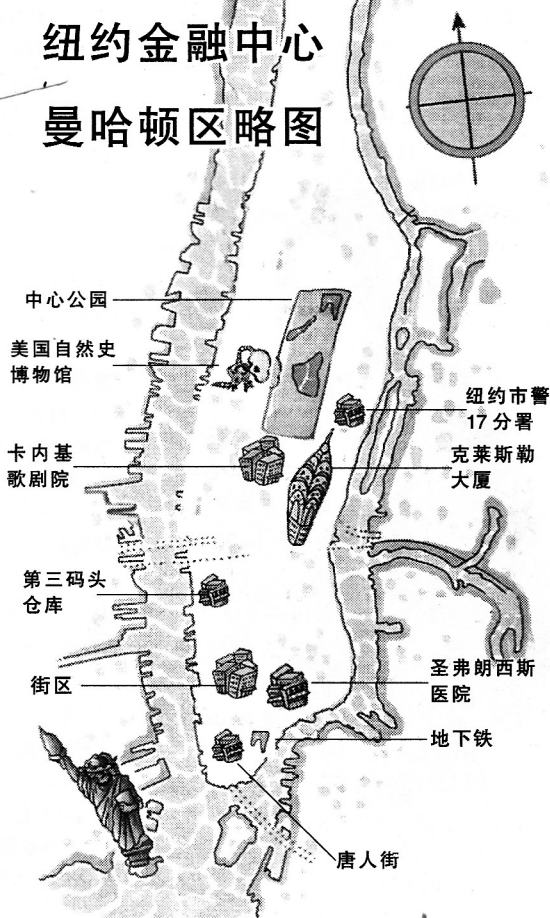 纽约金融中心
曼哈顿区略图
中心公园
美国自然史
博物馆
纽约市警
17分署
卡内基
歌剧院
克莱斯勒
大厦
第三码头
仓库
街区
圣弗朗西斯
医院
地下铁
唐人街